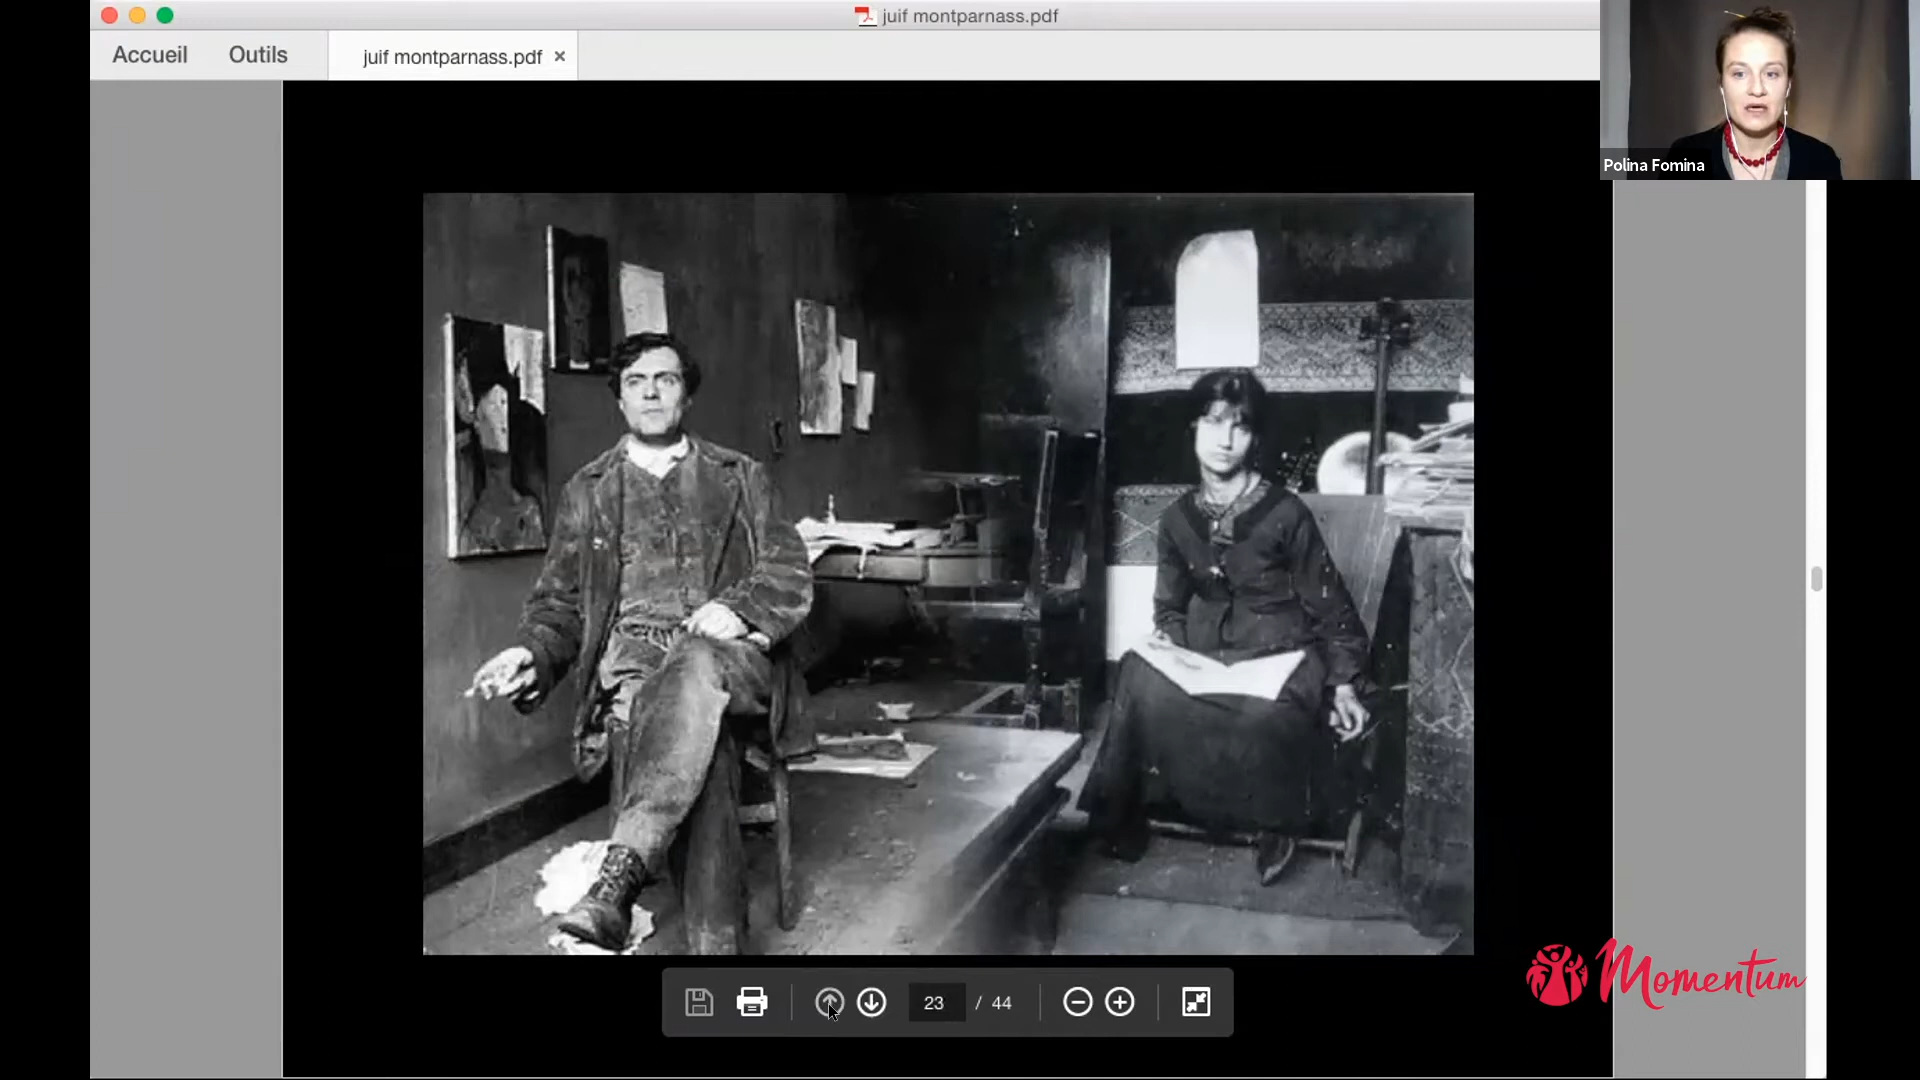 juif montparnass.pdf
Accueil
Outils
juif montparnass.pdf ×
Polina Fomina
23 / 44
Momentum